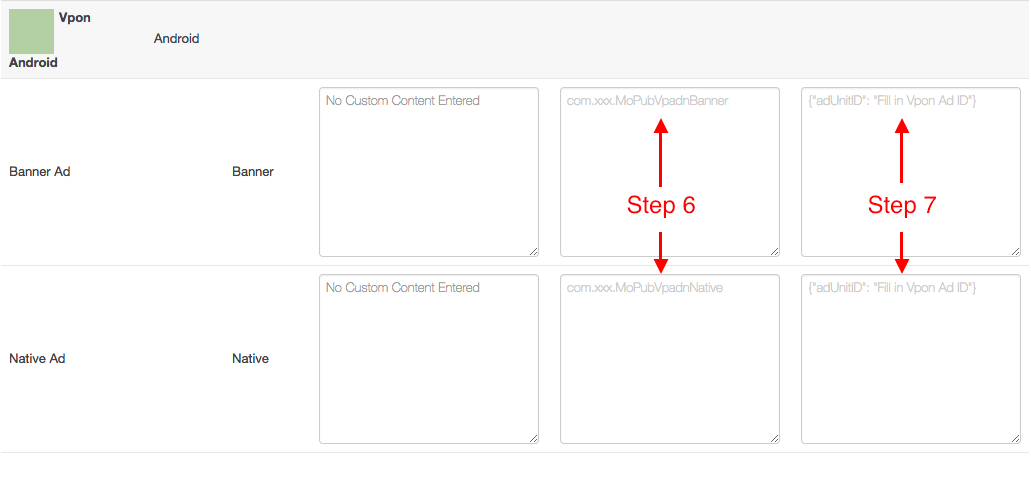 Vpon
Android
Android
No Custom Content Entered
com.xxx.MoPubVpadnBanner
{"adUnitID": "Fill in Vpon Ad ID"}
Banner Ad
Banner
Step 6
Step 7
No Custom Content Entered
com.xxx.MoPubVpadnNative
{"adUnitID": "Fill in Vpon Ad ID"}
Native Ad
Native